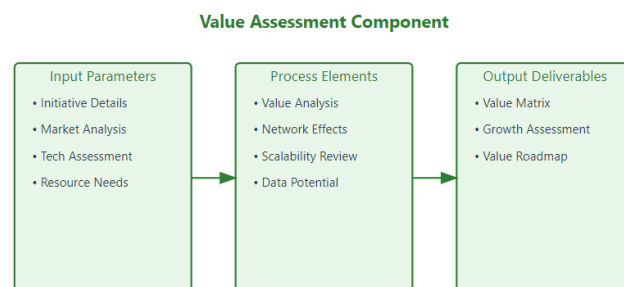 Value Assessment Component
Input Parameters
• Initiative Details
• Market Analysis
• Tech Assessment
• Resource Needs
Process Elements
• Value Analysis
• Network Effects
• Scalability Review
• Data Potential
Output Deliverables
• Value Matrix
• Growth Assessment
• Value Roadmap